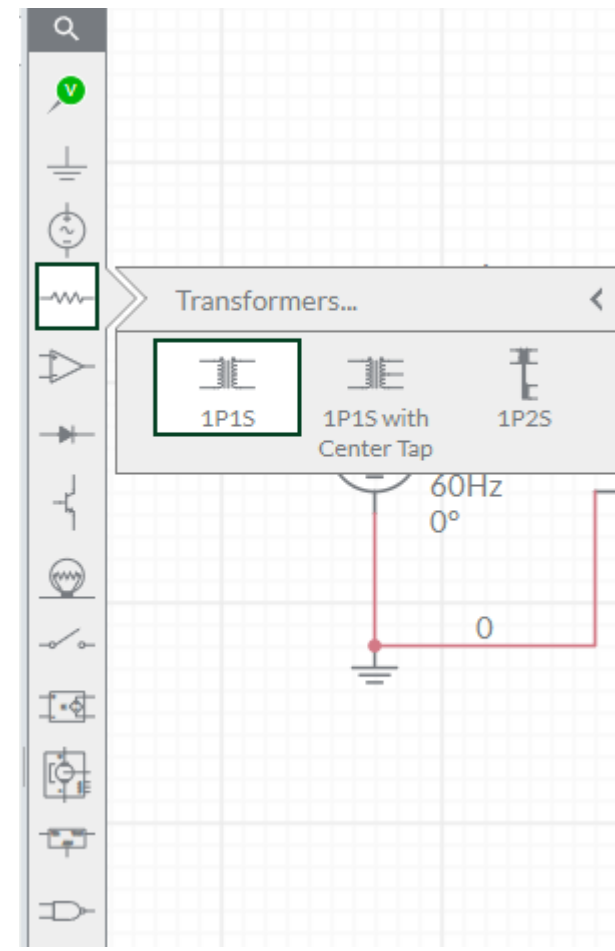 V
Transformers...
1P1S
1P1S with
Center Tap
1P2S
60Hz
0°
0